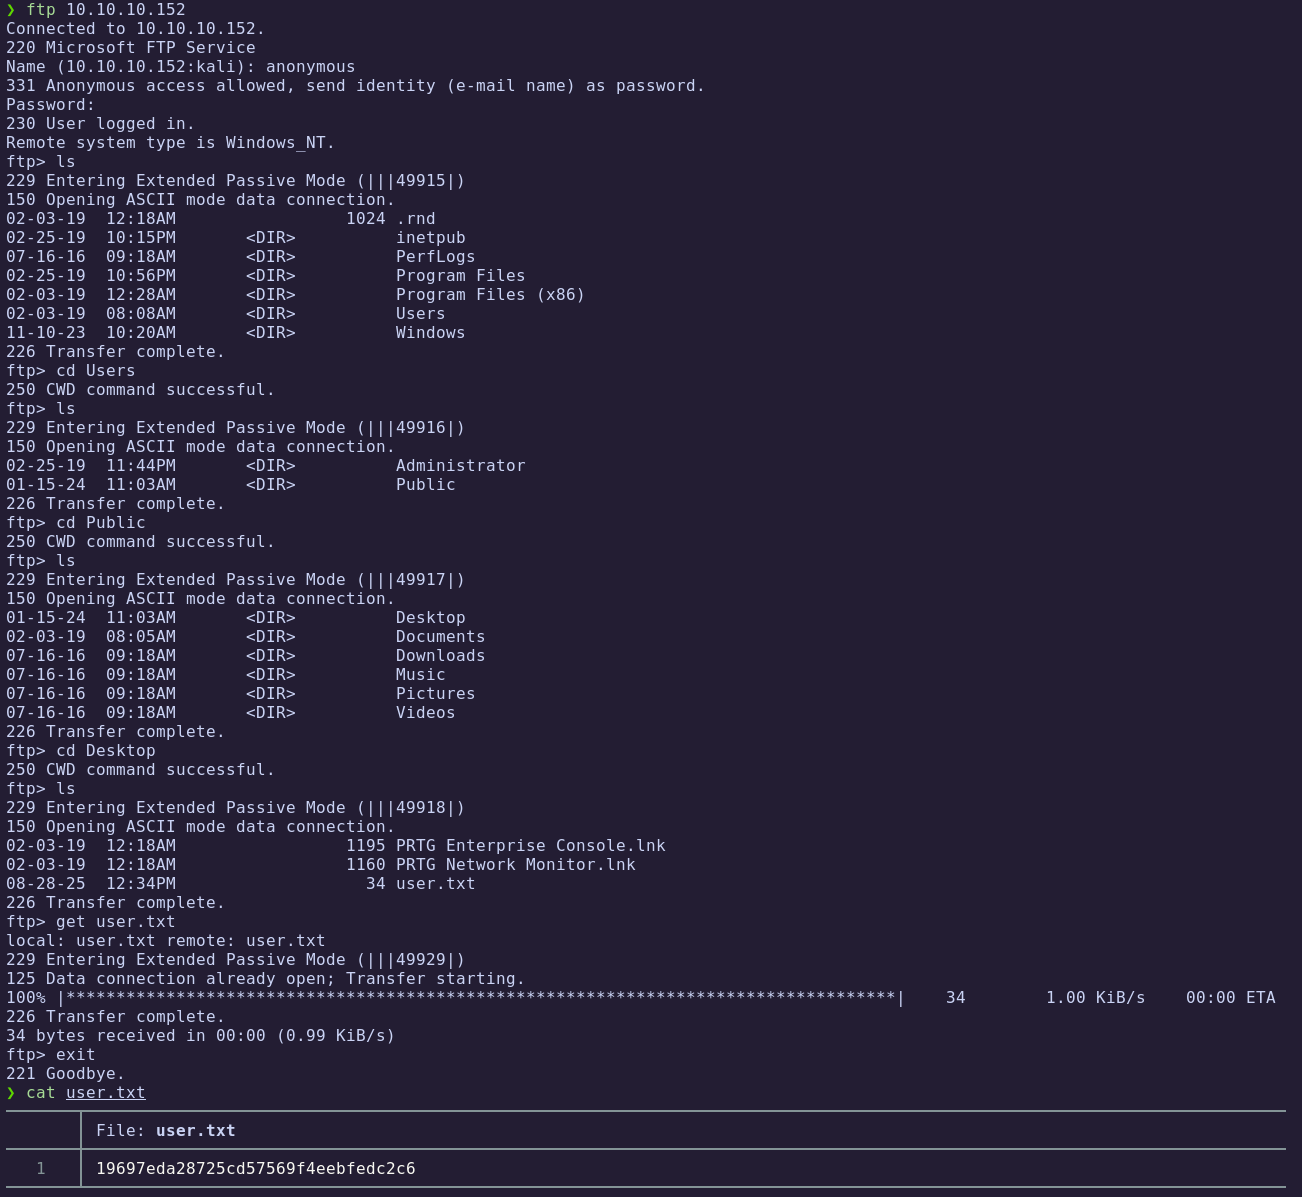 ❯ ftp 10.10.10.152
Connected to 10.10.10.152.
220 Microsoft FTP Service
Name (10.10.10.152:kali): anonymous
331 Anonymous access allowed, send identity (e-mail name) as password.
Password:
230 User logged in.
Remote system type is Windows_NT.
ftp> ls
229 Entering Extended Passive Mode (|||49915|)
150 Opening ASCII mode data connection.
02-03-19  12:18AM                 1024 .rnd
02-25-19  10:15PM       <DIR>          inetpub
07-16-16  09:18AM       <DIR>          PerfLogs
02-25-19  10:56PM       <DIR>          Program Files
02-03-19  12:28AM       <DIR>          Program Files (x86)
02-03-19  08:08AM       <DIR>          Users
11-10-23  10:20AM       <DIR>          Windows
226 Transfer complete.
ftp> cd Users
250 CWD command successful.
ftp> ls
229 Entering Extended Passive Mode (|||49916|)
150 Opening ASCII mode data connection.
02-25-19  11:44PM       <DIR>          Administrator
01-15-24  11:03AM       <DIR>          Public
226 Transfer complete.
ftp> cd Public
250 CWD command successful.
ftp> ls
229 Entering Extended Passive Mode (|||49917|)
150 Opening ASCII mode data connection.
01-15-24  11:03AM       <DIR>          Desktop
02-03-19  08:05AM       <DIR>          Documents
07-16-16  09:18AM       <DIR>          Downloads
07-16-16  09:18AM       <DIR>          Music
07-16-16  09:18AM       <DIR>          Pictures
07-16-16  09:18AM       <DIR>          Videos
226 Transfer complete.
ftp> cd Desktop
250 CWD command successful.
ftp> ls
229 Entering Extended Passive Mode (|||49918|)
150 Opening ASCII mode data connection.
02-03-19  12:18AM                 1195 PRTG Enterprise Console.lnk
02-03-19  12:18AM                 1160 PRTG Network Monitor.lnk
08-28-25  12:34PM                   34 user.txt
226 Transfer complete.
ftp> get user.txt
local: user.txt remote: user.txt
229 Entering Extended Passive Mode (|||49929|)
125 Data connection already open; Transfer starting.
100% |***********************************************************************************|    34        1.00 KiB/s    00:00 ETA
226 Transfer complete.
34 bytes received in 00:00 (0.99 KiB/s)
ftp> exit
221 Goodbye.
❯ cat user.txt
File: user.txt
1 19697eda28725cd57569f4eebfedc2c6